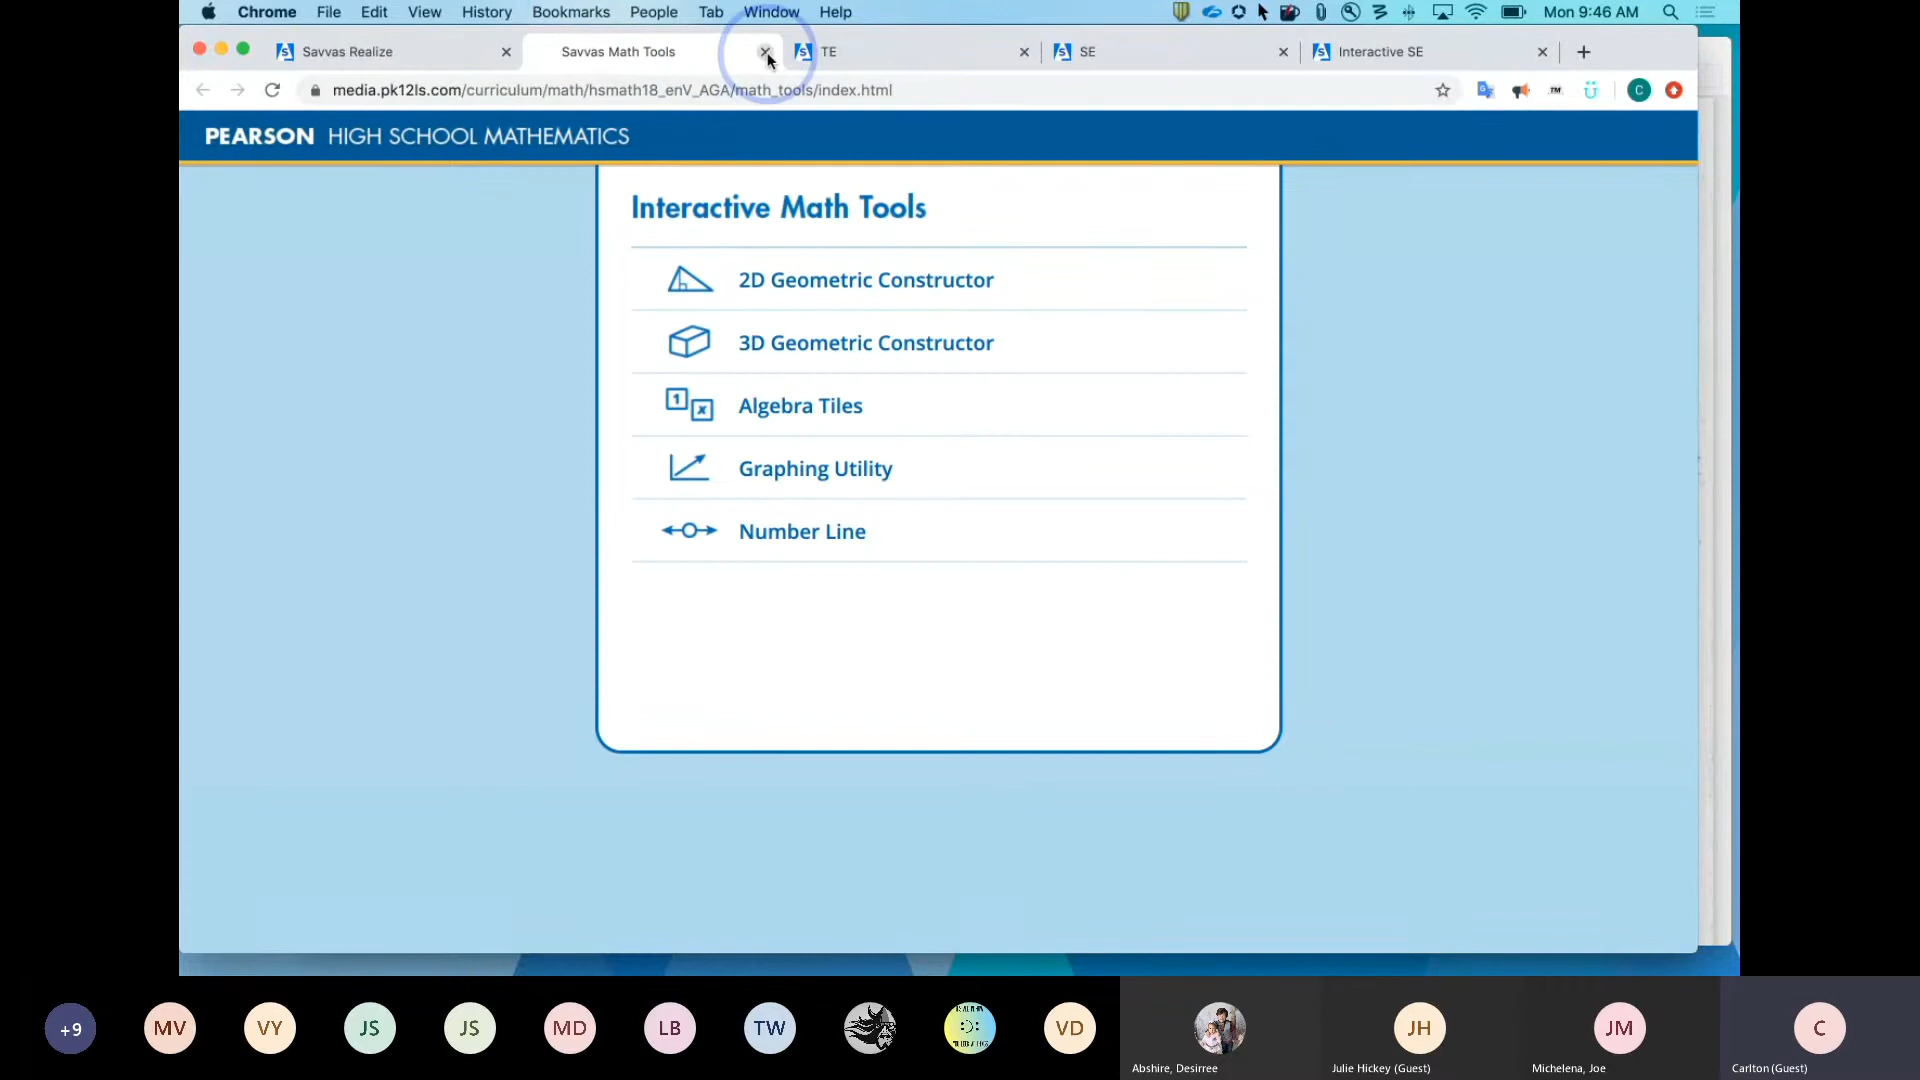 Chrome File Edit View History Bookmarks People Tab Window Help Mon 9:46 AM
Savvas Realize Savvas Math Tools TE SE Interactive SE
media.pk12ls.com/curriculum/math/hsmath18_enV_AGA/math_tools/index.html C
PEARSON HIGH SCHOOL MATHEMATICS
Interactive Math Tools
2D Geometric Constructor
3D Geometric Constructor
1 x Algebra Tiles
Graphing Utility
Number Line
+9 MV VY JS JS MD LB TW VD JH JM C
Abshire, Desirree Julie Hickey (Guest) Michelena, Joe Carlton (Guest)